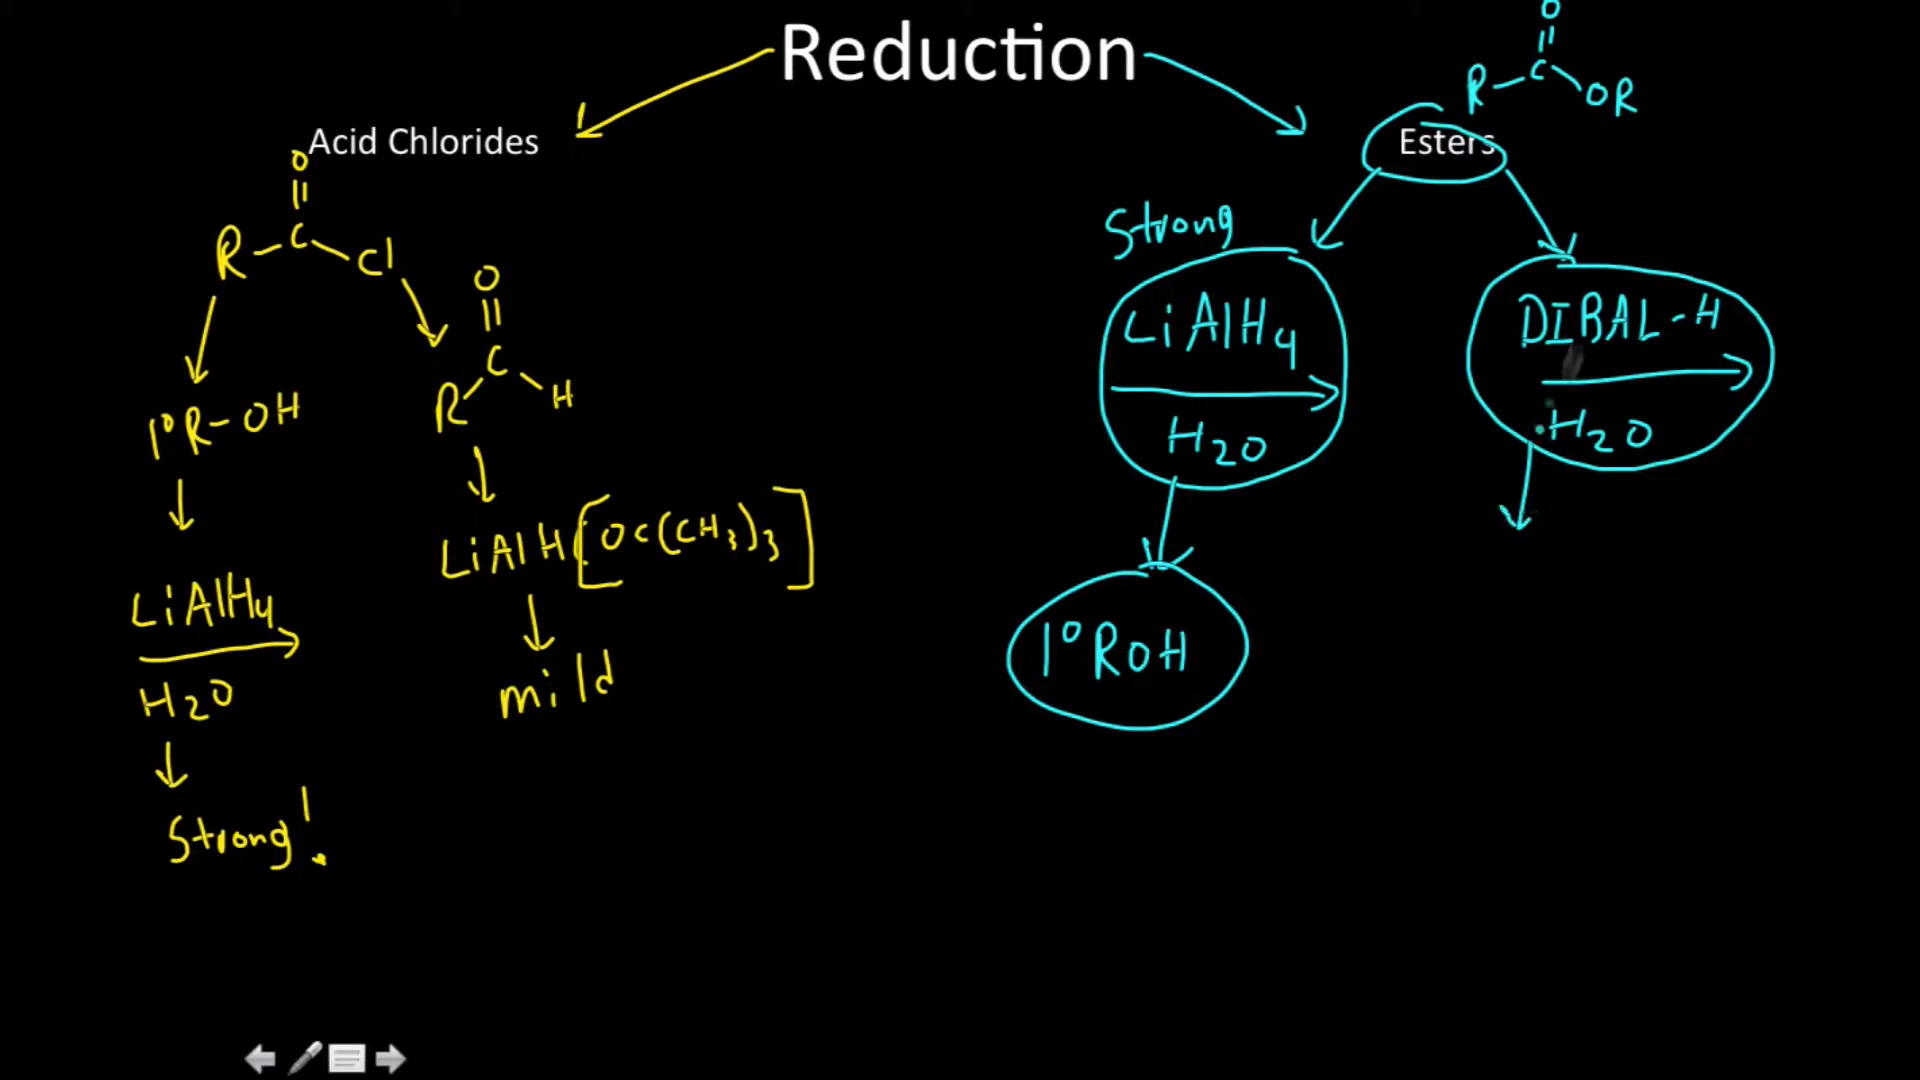 Reduction
Acid Chlorides
O
||
R-C-Cl
1° R-OH
LiAlH4
H2O
Strong!
O
||
C
R H
LiAlH[OC(CH3)3]
mild
O
||
R-C-OR
Esters
Strong
LiAlH4
H2O
1° ROH
DIBAL-H
H2O